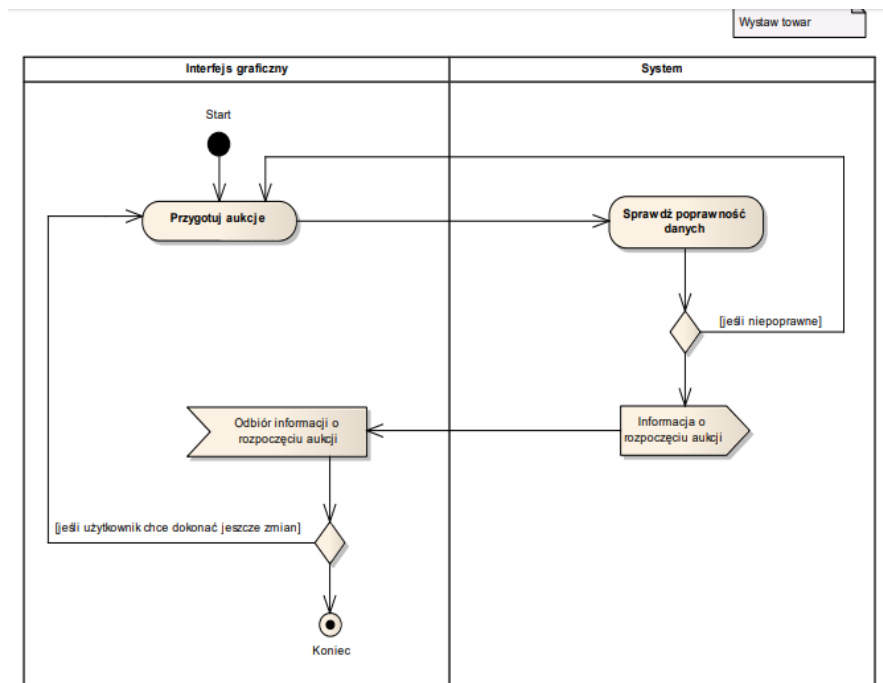 Wystaw towar
Interfejs graficzny
System
Start
Przygotuj aukcje
Sprawdź poprawność
danych
[jeśli niepoprawne]
Odbiór informacji o
rozpoczęciu aukcji
Informacja o
rozpoczęciu aukcji
[jeśli użytkownik chce dokonać jeszcze zmian]
Koniec